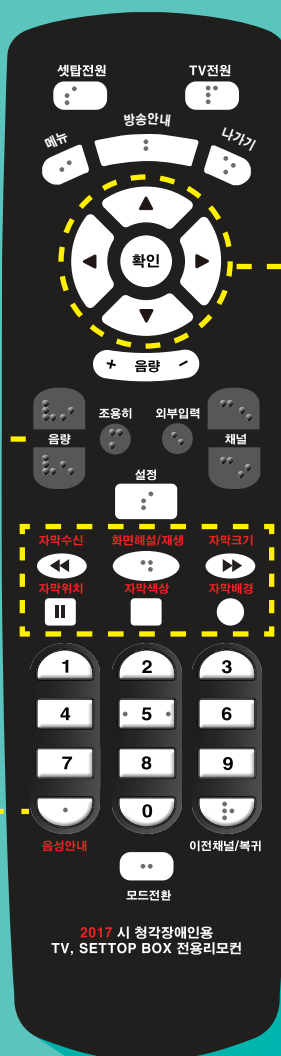 셋탑전원 TV전원
방송안내
메뉴 나가기
확인
+ 음량 -
음량 조용히 외부입력 채널
설정
자막수신 화면해설/재생 자막크기
자막위치 자막색상 자막배경
1 2 3
4 5 6
7 8 9
0
음성안내 이전채널/복귀
모드전환
2017 시 청각장애인용
TV, SETTOP BOX 전용리모컨